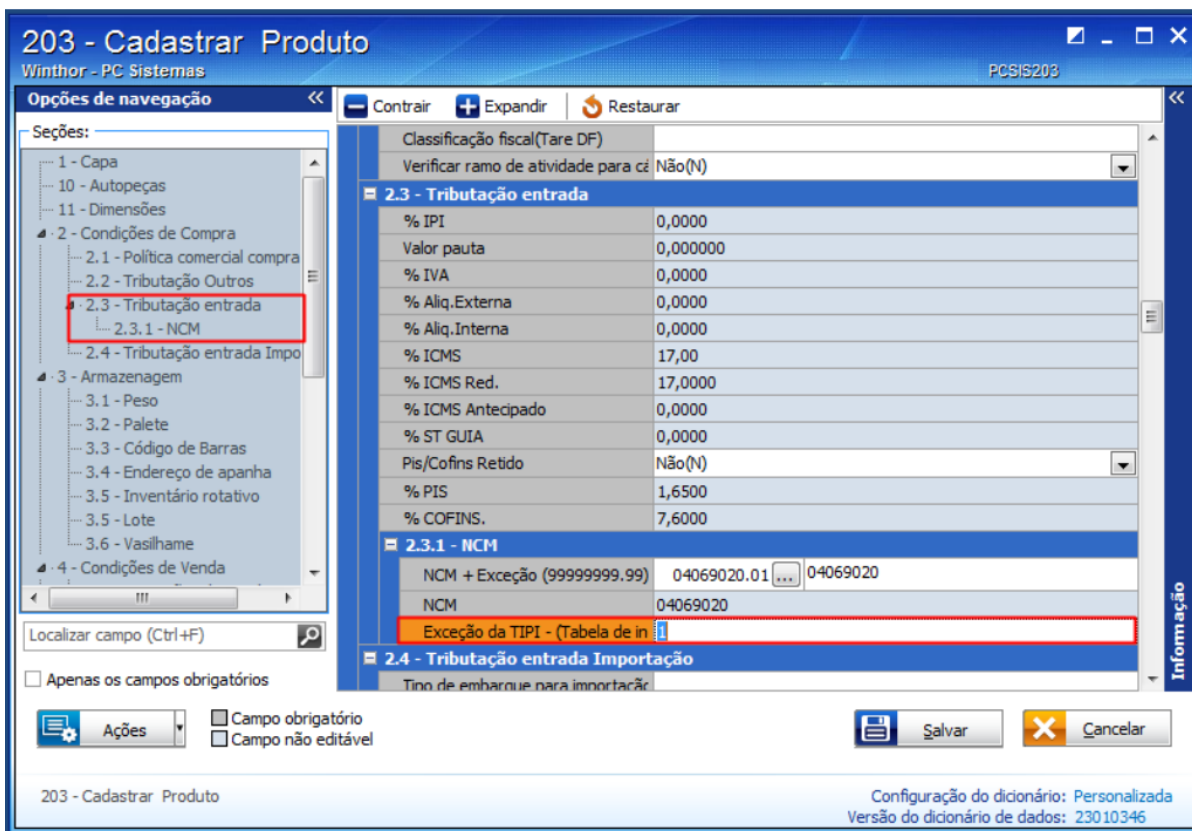 203 - Cadastrar Produto
Winthor - PC Sistemas
PCSIS203
Opções de navegação
Seções:
1 - Capa
10 - Autopeças
11 - Dimensões
2 - Condições de Compra
2.1 - Política comercial compra
2.2 - Tributação Outros
2.3 - Tributação entrada
2.3.1 - NCM
2.4 - Tributação entrada Impo
3 - Armazenagem
3.1 - Peso
3.2 - Palete
3.3 - Código de Barras
3.4 - Endereço de apanha
3.5 - Inventário rotativo
3.5 - Lote
3.6 - Vasilhame
4 - Condições de Venda
Localizar campo (Ctrl+F)
Apenas os campos obrigatórios
Contrair Expandir Restaurar
Classificação fiscal(Tare DF)
Verificar ramo de atividade para cá Não(N)
2.3 - Tributação entrada
% IPI 0,0000
Valor pauta 0,000000
% IVA 0,0000
% Aliq.Externa 0,0000
% Aliq.Interna 0,0000
% ICMS 17,00
% ICMS Red. 17,0000
% ICMS Antecipado 0,0000
% ST GUIA 0,0000
Pis/Cofins Retido Não(N)
% PIS 1,6500
% COFINS. 7,6000
2.3.1 - NCM
NCM + Exceção (99999999.99) 04069020.01 ... 04069020
NCM 04069020
Exceção da TIPI - (Tabela de in 1
2.4 - Tributação entrada Importação
Tipo de embarque para importação
Informação
Ações
Campo obrigatório
Campo não editável
Salvar
Cancelar
203 - Cadastrar Produto
Configuração do dicionário: Personalizada
Versão do dicionário de dados: 23010346